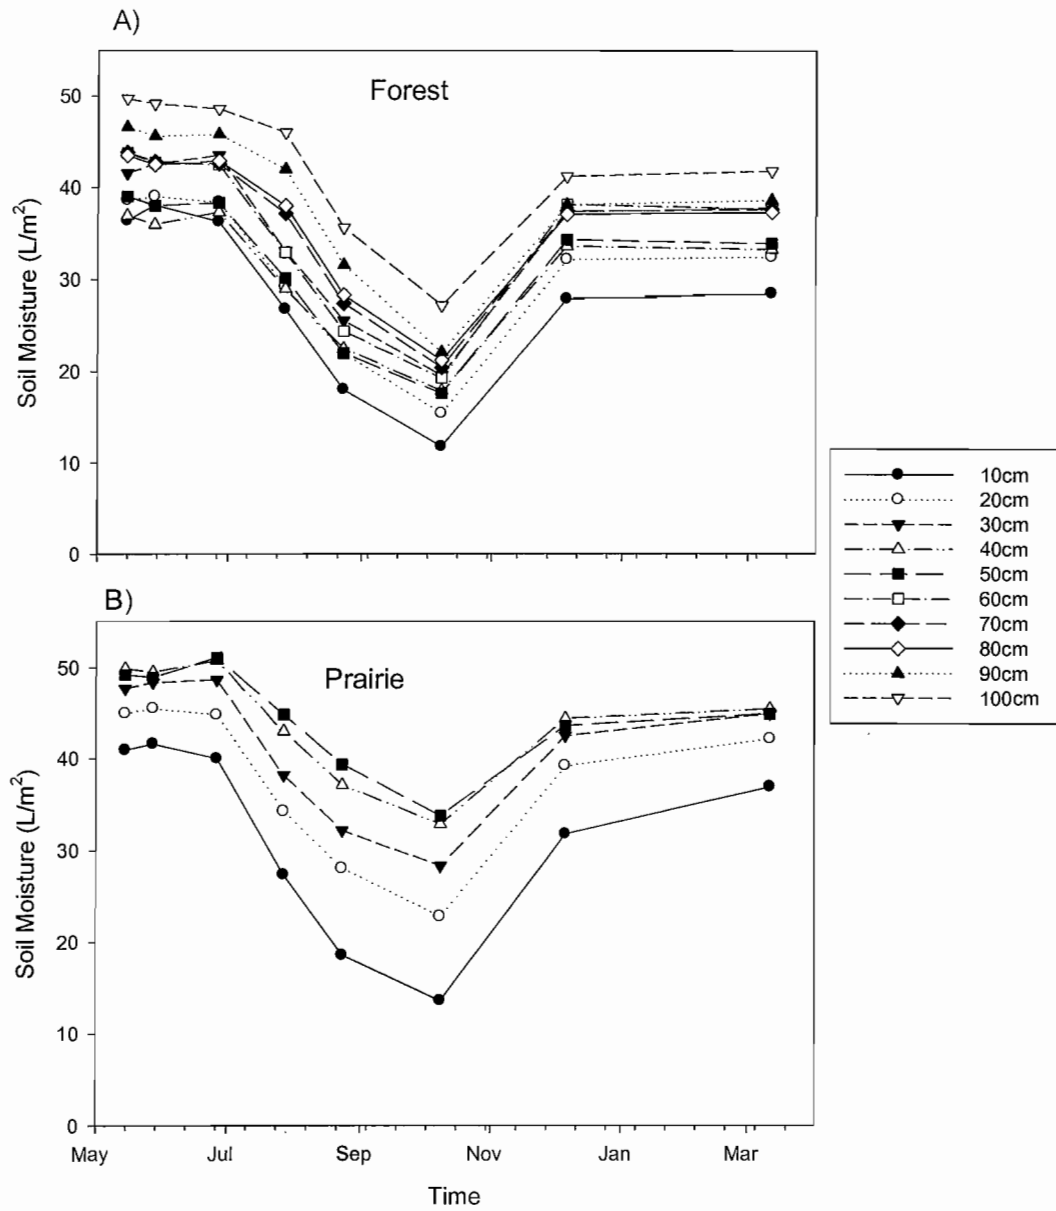 A)
Forest
50
40
30
20
10
0
Soil Moisture (L/m²)
10cm
20cm
30cm
40cm
50cm
60cm
70cm
80cm
90cm
100cm
B)
Prairie
50
40
30
20
10
0
Soil Moisture (L/m²)
May Jul Sep Nov Jan Mar
Time